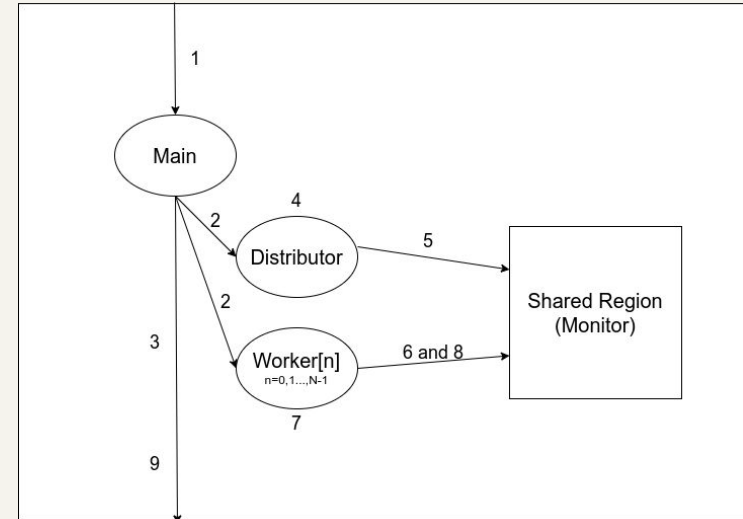 1
Main
4
2
Distributor
5
Shared Region
(Monitor)
2
3
Worker[n]
n=0,1...,N-1
6 and 8
7
9